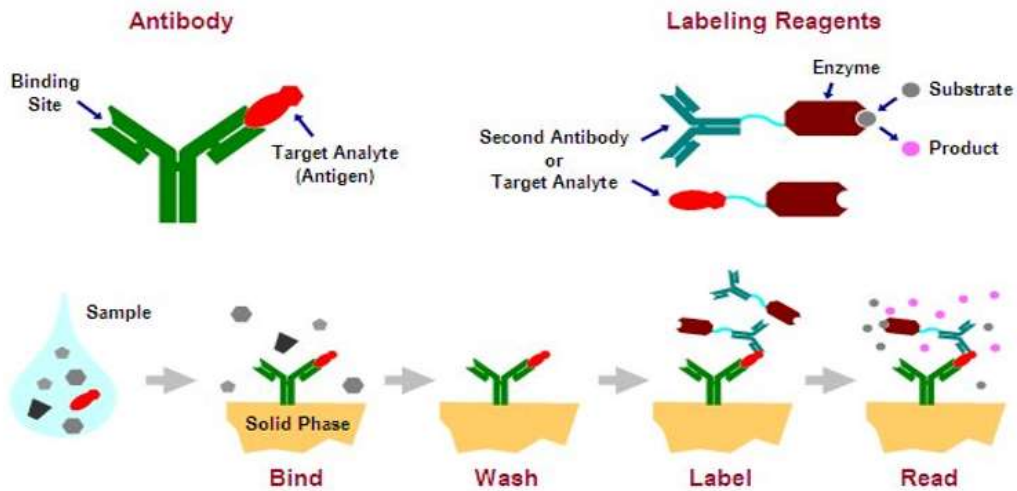 Antibody
Labeling Reagents
Binding
Site
Target Analyte
(Antigen)
Enzyme
Substrate
Product
Second Antibody
or
Target Analyte
Sample
Solid Phase
Bind
Wash
Label
Read